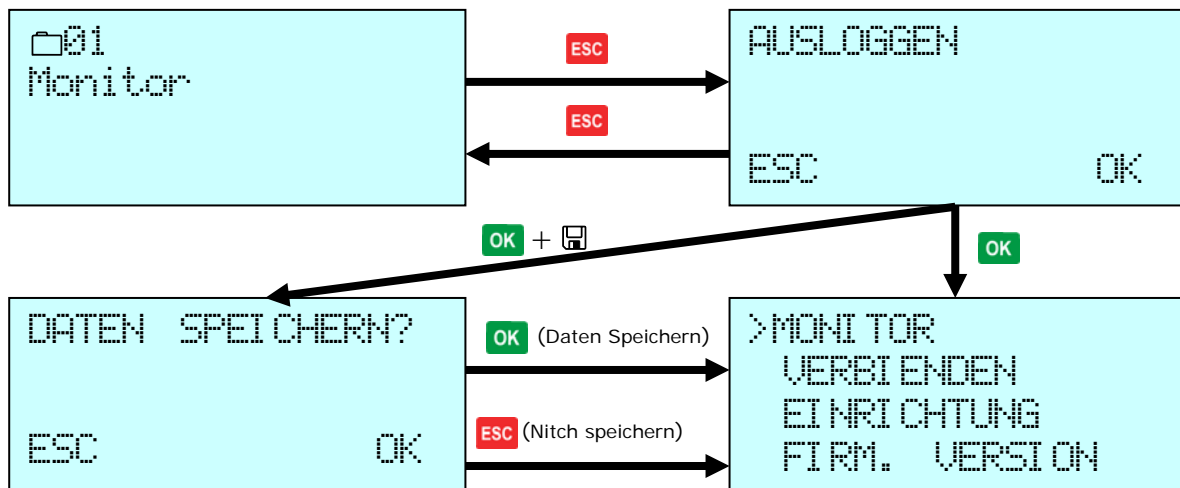 01
Monitor
ESC
ESC
AUSLOGGEN
ESC OK
OK +
OK
DATEN SPEICHERN?
ESC OK
OK (Daten Speichern)
ESC (Nitch speichern)
>MONITOR
VERBIENDEN
EINRICHTUNG
FIRM. VERSION